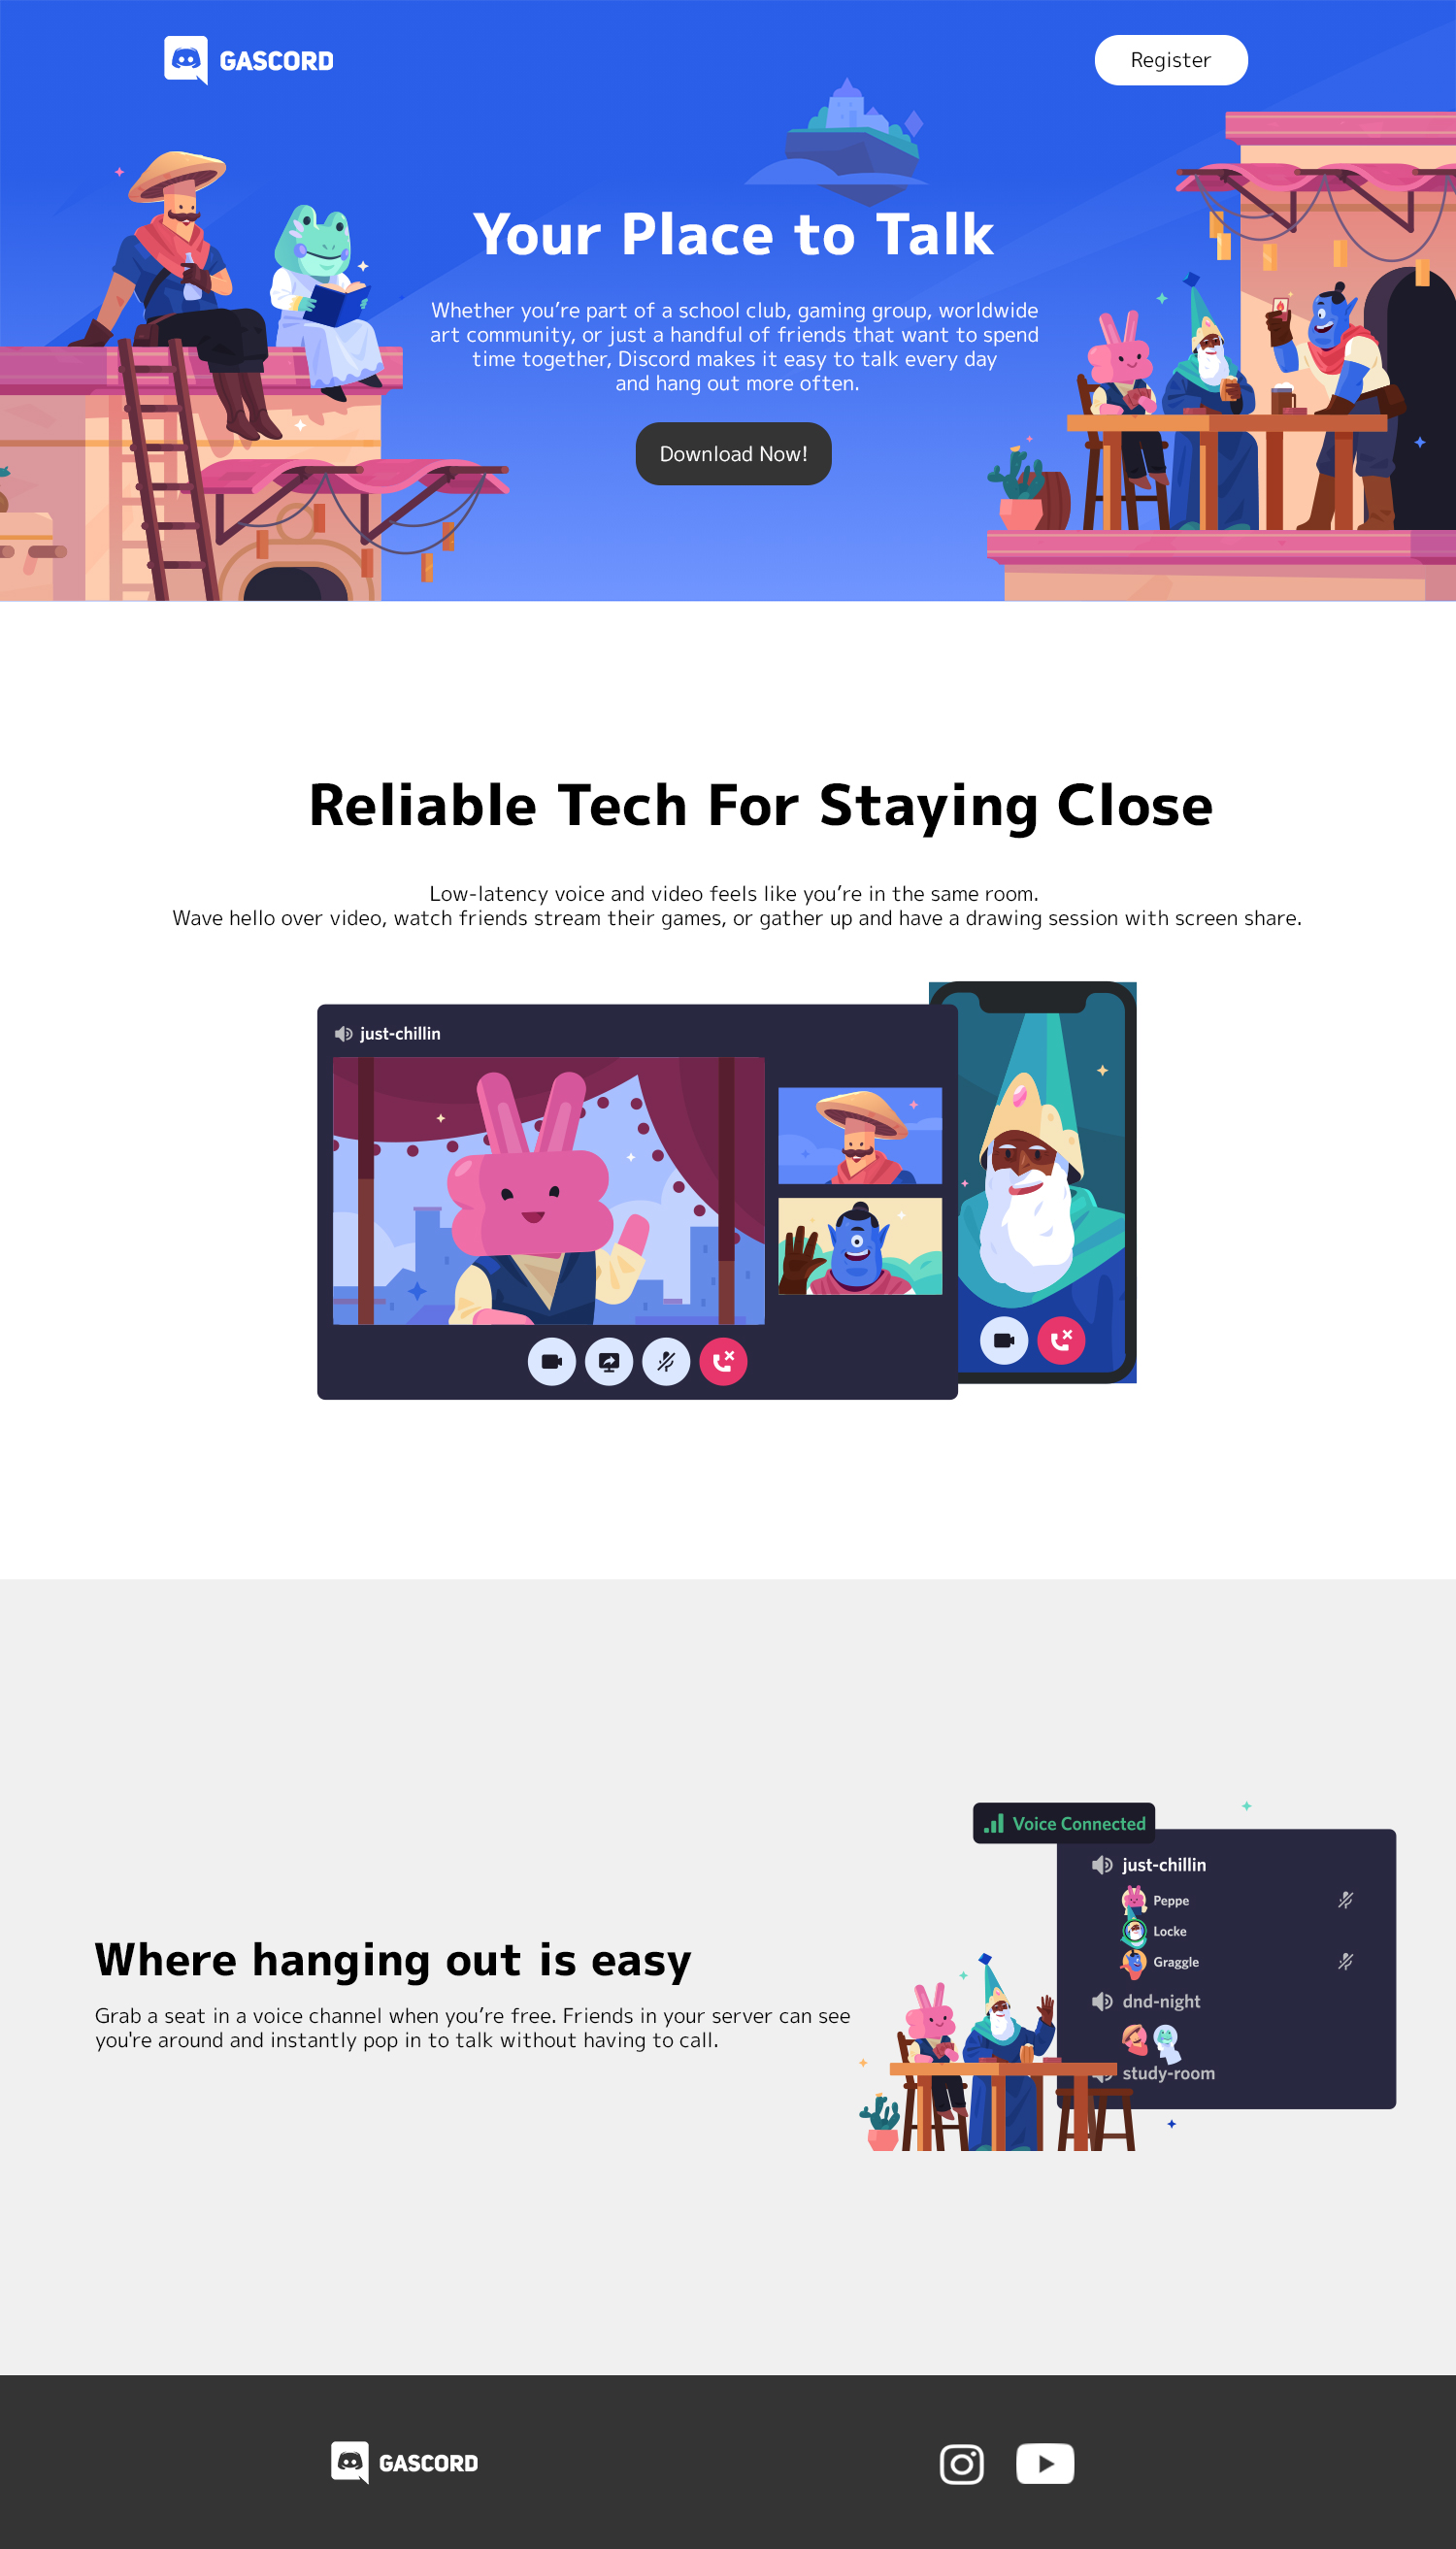 GASCORD
Register
Your Place to Talk
Whether you’re part of a school club, gaming group, worldwide
art community, or just a handful of friends that want to spend
time together, Discord makes it easy to talk every day
and hang out more often.
Download Now!
Reliable Tech For Staying Close
Low-latency voice and video feels like you’re in the same room.
Wave hello over video, watch friends stream their games, or gather up and have a drawing session with screen share.
just-chillin
Voice Connected
just-chillin
Peppe
Locke
Graggle
dnd-night
study-room
Where hanging out is easy
Grab a seat in a voice channel when you’re free. Friends in your server can see
you're around and instantly pop in to talk without having to call.
GASCORD